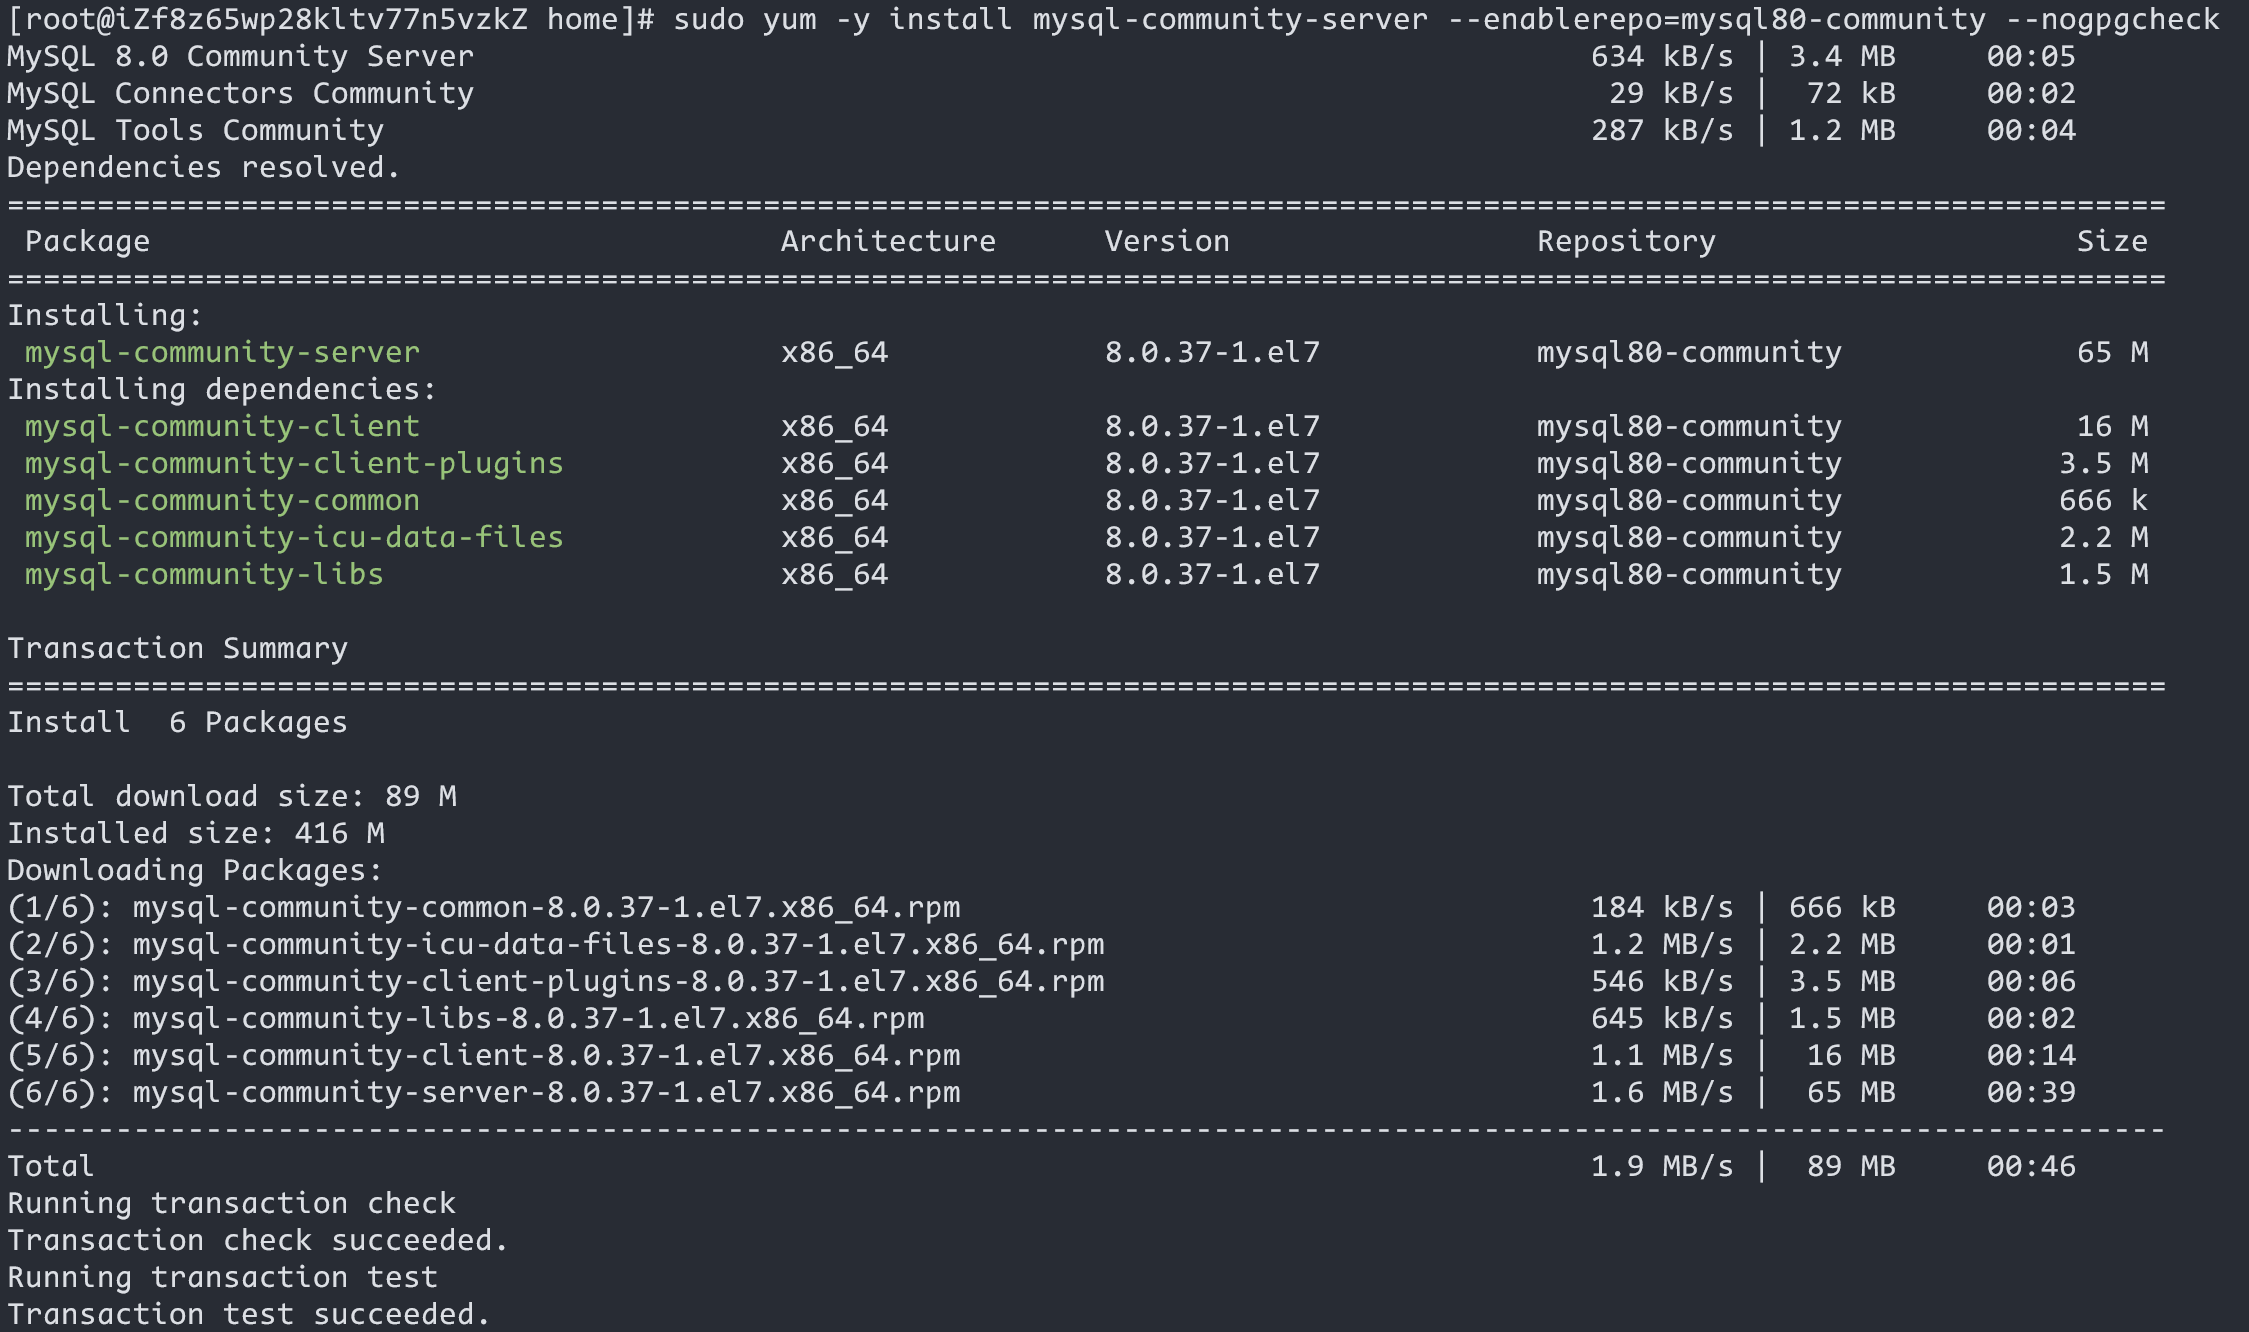 [root@iZf8z65wp28kltv77n5vzkZ home]# sudo yum -y install mysql-community-server --enablerepo=mysql80-community --nogpgcheck
MySQL 8.0 Community Server 634 kB/s | 3.4 MB 00:05
MySQL Connectors Community 29 kB/s | 72 kB 00:02
MySQL Tools Community 287 kB/s | 1.2 MB 00:04
Dependencies resolved.
========================================================================================================================
Package Architecture Version Repository Size
========================================================================================================================
Installing:
mysql-community-server x86_64 8.0.37-1.el7 mysql80-community 65 M
Installing dependencies:
mysql-community-client x86_64 8.0.37-1.el7 mysql80-community 16 M
mysql-community-client-plugins x86_64 8.0.37-1.el7 mysql80-community 3.5 M
mysql-community-common x86_64 8.0.37-1.el7 mysql80-community 666 k
mysql-community-icu-data-files x86_64 8.0.37-1.el7 mysql80-community 2.2 M
mysql-community-libs x86_64 8.0.37-1.el7 mysql80-community 1.5 M
Transaction Summary
========================================================================================================================
Install 6 Packages
Total download size: 89 M
Installed size: 416 M
Downloading Packages:
(1/6): mysql-community-common-8.0.37-1.el7.x86_64.rpm 184 kB/s | 666 kB 00:03
(2/6): mysql-community-icu-data-files-8.0.37-1.el7.x86_64.rpm 1.2 MB/s | 2.2 MB 00:01
(3/6): mysql-community-client-plugins-8.0.37-1.el7.x86_64.rpm 546 kB/s | 3.5 MB 00:06
(4/6): mysql-community-libs-8.0.37-1.el7.x86_64.rpm 645 kB/s | 1.5 MB 00:02
(5/6): mysql-community-client-8.0.37-1.el7.x86_64.rpm 1.1 MB/s | 16 MB 00:14
(6/6): mysql-community-server-8.0.37-1.el7.x86_64.rpm 1.6 MB/s | 65 MB 00:39
------------------------------------------------------------------------------------------------------------------------
Total 1.9 MB/s | 89 MB 00:46
Running transaction check
Transaction check succeeded.
Running transaction test
Transaction test succeeded.